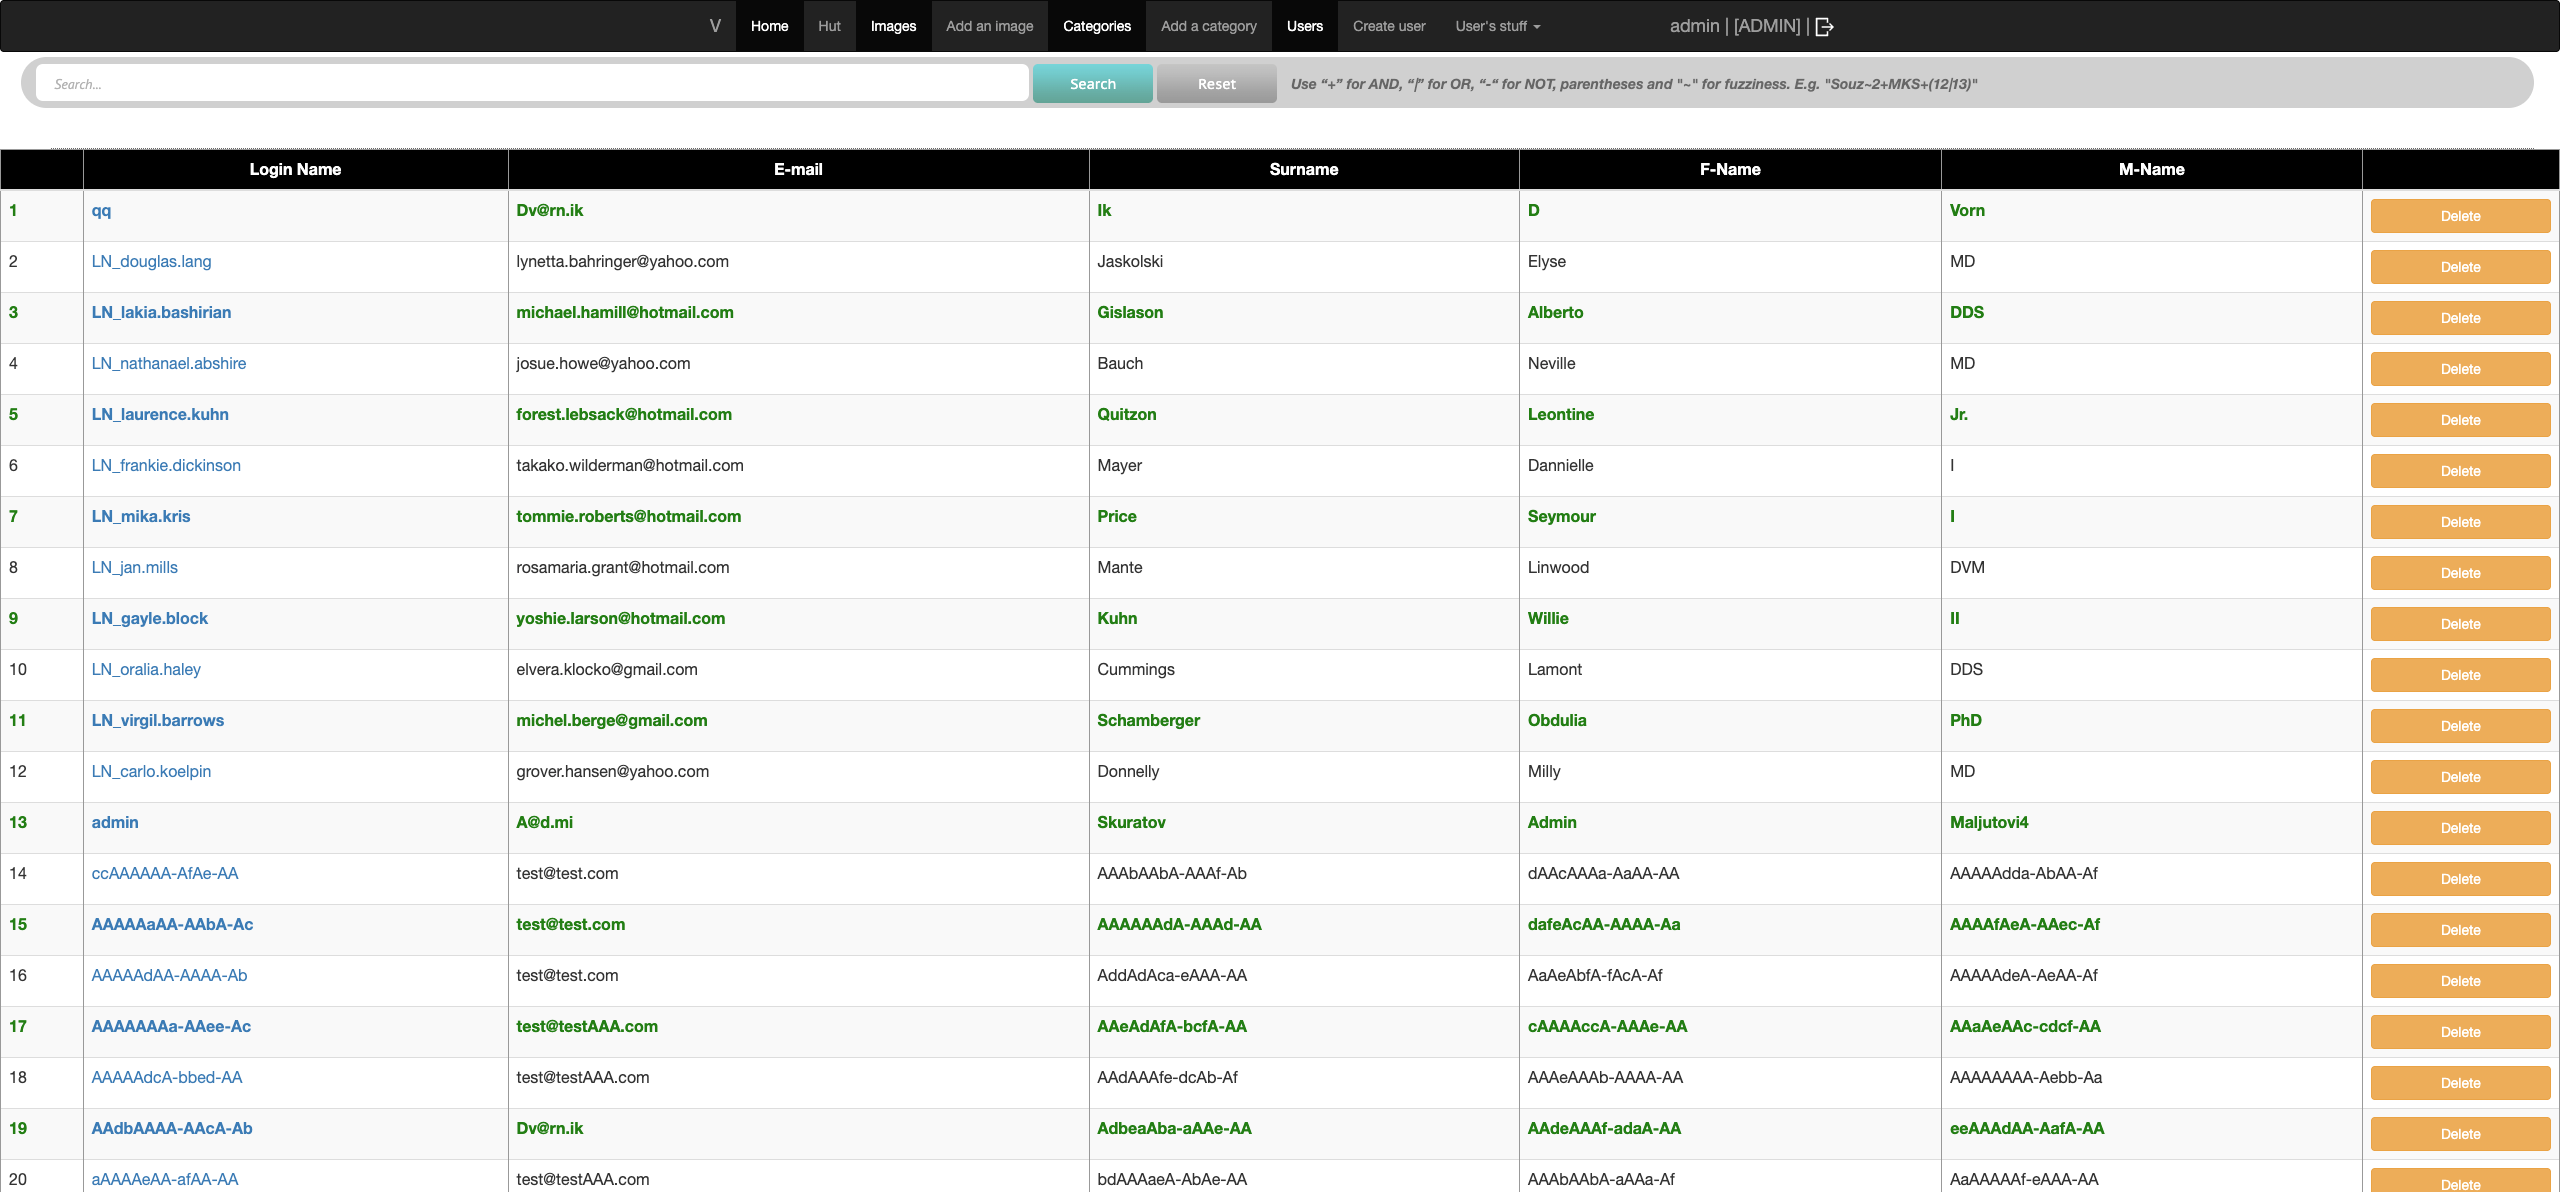 V Home Hut Images Add an image Categories Add a category Users Create user User's stuff admin | [ADMIN] |
Search... Search Reset Use “+” for AND, “|” for OR, “-“ for NOT, parentheses and "~" for fuzziness. E.g. "Souz~2+MKS+(12|13)"
Login Name E-mail Surname F-Name M-Name
1 qq Dv@rn.ik Ik D Vorn Delete
2 LN_douglas.lang lynetta.bahringer@yahoo.com Jaskolski Elyse MD Delete
3 LN_lakia.bashirian michael.hamill@hotmail.com Gislason Alberto DDS Delete
4 LN_nathanael.abshire josue.howe@yahoo.com Bauch Neville MD Delete
5 LN_laurence.kuhn forest.lebsack@hotmail.com Quitzon Leontine Jr. Delete
6 LN_frankie.dickinson takako.wilderman@hotmail.com Mayer Dannielle I Delete
7 LN_mika.kris tommie.roberts@hotmail.com Price Seymour I Delete
8 LN_jan.mills rosamaria.grant@hotmail.com Mante Linwood DVM Delete
9 LN_gayle.block yoshie.larson@hotmail.com Kuhn Willie II Delete
10 LN_oralia.haley elvera.klocko@gmail.com Cummings Lamont DDS Delete
11 LN_virgil.barrows michel.berge@gmail.com Schamberger Obdulia PhD Delete
12 LN_carlo.koelpin grover.hansen@yahoo.com Donnelly Milly MD Delete
13 admin A@d.mi Skuratov Admin Maljutovi4 Delete
14 ccAAAAAA-AfAe-AA test@test.com AAAbAAbA-AAAf-Ab dAAcAAAa-AaAA-AA AAAAAdda-AbAA-Af Delete
15 AAAAAaAA-AAbA-Ac test@test.com AAAAAAdA-AAAd-AA dafeAcAA-AAAA-Aa AAAAfAeA-AAec-Af Delete
16 AAAAAdAA-AAAA-Ab test@test.com AddAdAca-eAAA-AA AaAeAbfA-fAcA-Af AAAAAdeA-AeAA-Af Delete
17 AAAAAAAa-AAee-Ac test@testAAA.com AAeAdAfA-bcfA-AA cAAAAccA-AAAe-AA AAaAeAAc-cdcf-AA Delete
18 AAAAAdcA-bbed-AA test@testAAA.com AAdAAAfe-dcAb-Af AAAeAAAb-AAAA-AA AAAAAAAA-Aebb-Aa Delete
19 AAdbAAAA-AAcA-Ab Dv@rn.ik AdbeaAba-aAAe-AA AAdeAAAf-adaA-AA eeAAAdAA-AafA-AA Delete
20 aAAAAeAA-afAA-AA test@testAAA.com bdAAAaeA-AbAe-AA AAAbAAbA-aAAa-Af AaAAAAAf-eAAA-AA Delete